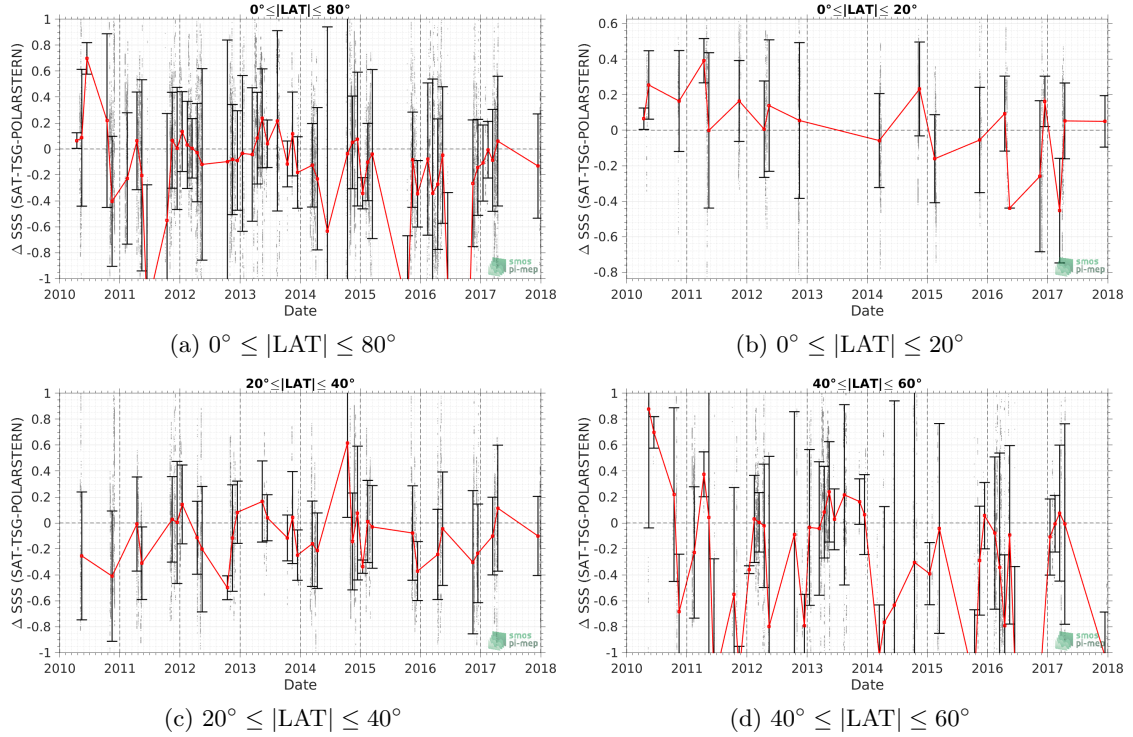 0°≤|LAT|≤ 80°
Δ SSS (SAT-TSG-POLARSTERN)
1
0.8
0.6
0.4
0.2
0
-0.2
-0.4
-0.6
-0.8
-1
2010 2011 2012 2013 2014 2015 2016 2017 2018
Date
smos
pi-mep
(a) 0° ≤ |LAT| ≤ 80°
0°≤|LAT|≤ 20°
Δ SSS (SAT-TSG-POLARSTERN)
0.6
0.4
0.2
0
-0.2
-0.4
-0.6
-0.8
2010 2011 2012 2013 2014 2015 2016 2017 2018
Date
smos
pi-mep
(b) 0° ≤ |LAT| ≤ 20°
20°≤|LAT|≤ 40°
Δ SSS (SAT-TSG-POLARSTERN)
1
0.8
0.6
0.4
0.2
0
-0.2
-0.4
-0.6
-0.8
-1
2010 2011 2012 2013 2014 2015 2016 2017 2018
Date
smos
pi-mep
(c) 20° ≤ |LAT| ≤ 40°
40°≤|LAT|≤ 60°
Δ SSS (SAT-TSG-POLARSTERN)
1
0.8
0.6
0.4
0.2
0
-0.2
-0.4
-0.6
-0.8
-1
2010 2011 2012 2013 2014 2015 2016 2017 2018
Date
smos
pi-mep
(d) 40° ≤ |LAT| ≤ 60°